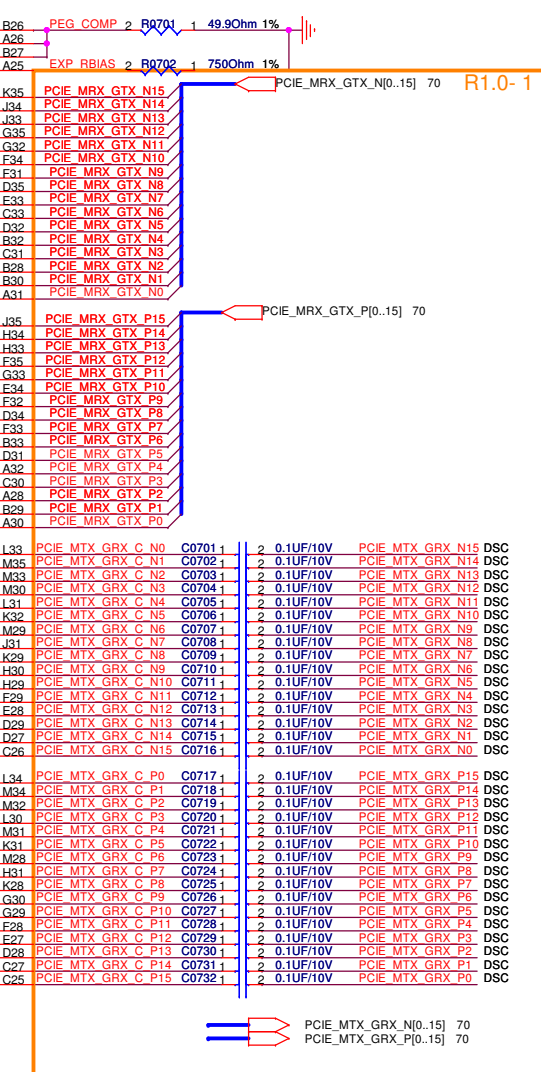 B26 PEG_COMP 2 R0701 1 49.9Ohm 1%
A26
B27
A25 EXP_RBIAS 2 R0702 1 750Ohm 1%
PCIE_MRX_GTX_N[0..15] 70 R1.0- 1
K35 PCIE_MRX_GTX_N15
J34 PCIE_MRX_GTX_N14
J33 PCIE_MRX_GTX_N13
G35 PCIE_MRX_GTX_N12
G32 PCIE_MRX_GTX_N11
F34 PCIE_MRX_GTX_N10
F31 PCIE_MRX_GTX_N9
D35 PCIE_MRX_GTX_N8
E33 PCIE_MRX_GTX_N7
C33 PCIE_MRX_GTX_N6
D32 PCIE_MRX_GTX_N5
B32 PCIE_MRX_GTX_N4
C31 PCIE_MRX_GTX_N3
B28 PCIE_MRX_GTX_N2
B30 PCIE_MRX_GTX_N1
A31 PCIE_MRX_GTX_N0
PCIE_MRX_GTX_P[0..15] 70
J35 PCIE_MRX_GTX_P15
H34 PCIE_MRX_GTX_P14
H33 PCIE_MRX_GTX_P13
F35 PCIE_MRX_GTX_P12
G33 PCIE_MRX_GTX_P11
E34 PCIE_MRX_GTX_P10
F32 PCIE_MRX_GTX_P9
D34 PCIE_MRX_GTX_P8
F33 PCIE_MRX_GTX_P7
B33 PCIE_MRX_GTX_P6
D31 PCIE_MRX_GTX_P5
A32 PCIE_MRX_GTX_P4
C30 PCIE_MRX_GTX_P3
A28 PCIE_MRX_GTX_P2
B29 PCIE_MRX_GTX_P1
A30 PCIE_MRX_GTX_P0
L33 PCIE_MTX_GRX_C_N0 C0701 1 2 0.1UF/10V PCIE_MTX_GRX_N15 DSC
M35 PCIE_MTX_GRX_C_N1 C0702 1 2 0.1UF/10V PCIE_MTX_GRX_N14 DSC
M33 PCIE_MTX_GRX_C_N2 C0703 1 2 0.1UF/10V PCIE_MTX_GRX_N13 DSC
M30 PCIE_MTX_GRX_C_N3 C0704 1 2 0.1UF/10V PCIE_MTX_GRX_N12 DSC
L31 PCIE_MTX_GRX_C_N4 C0705 1 2 0.1UF/10V PCIE_MTX_GRX_N11 DSC
K32 PCIE_MTX_GRX_C_N5 C0706 1 2 0.1UF/10V PCIE_MTX_GRX_N10 DSC
M29 PCIE_MTX_GRX_C_N6 C0707 1 2 0.1UF/10V PCIE_MTX_GRX_N9 DSC
J31 PCIE_MTX_GRX_C_N7 C0708 1 2 0.1UF/10V PCIE_MTX_GRX_N8 DSC
K29 PCIE_MTX_GRX_C_N8 C0709 1 2 0.1UF/10V PCIE_MTX_GRX_N7 DSC
H30 PCIE_MTX_GRX_C_N9 C0710 1 2 0.1UF/10V PCIE_MTX_GRX_N6 DSC
H29 PCIE_MTX_GRX_C_N10 C0711 1 2 0.1UF/10V PCIE_MTX_GRX_N5 DSC
F29 PCIE_MTX_GRX_C_N11 C0712 1 2 0.1UF/10V PCIE_MTX_GRX_N4 DSC
E28 PCIE_MTX_GRX_C_N12 C0713 1 2 0.1UF/10V PCIE_MTX_GRX_N3 DSC
D29 PCIE_MTX_GRX_C_N13 C0714 1 2 0.1UF/10V PCIE_MTX_GRX_N2 DSC
D27 PCIE_MTX_GRX_C_N14 C0715 1 2 0.1UF/10V PCIE_MTX_GRX_N1 DSC
C26 PCIE_MTX_GRX_C_N15 C0716 1 2 0.1UF/10V PCIE_MTX_GRX_N0 DSC
L34 PCIE_MTX_GRX_C_P0 C0717 1 2 0.1UF/10V PCIE_MTX_GRX_P15 DSC
M34 PCIE_MTX_GRX_C_P1 C0718 1 2 0.1UF/10V PCIE_MTX_GRX_P14 DSC
M32 PCIE_MTX_GRX_C_P2 C0719 1 2 0.1UF/10V PCIE_MTX_GRX_P13 DSC
L30 PCIE_MTX_GRX_C_P3 C0720 1 2 0.1UF/10V PCIE_MTX_GRX_P12 DSC
M31 PCIE_MTX_GRX_C_P4 C0721 1 2 0.1UF/10V PCIE_MTX_GRX_P11 DSC
K31 PCIE_MTX_GRX_C_P5 C0722 1 2 0.1UF/10V PCIE_MTX_GRX_P10 DSC
M28 PCIE_MTX_GRX_C_P6 C0723 1 2 0.1UF/10V PCIE_MTX_GRX_P9 DSC
H31 PCIE_MTX_GRX_C_P7 C0724 1 2 0.1UF/10V PCIE_MTX_GRX_P8 DSC
K28 PCIE_MTX_GRX_C_P8 C0725 1 2 0.1UF/10V PCIE_MTX_GRX_P7 DSC
G30 PCIE_MTX_GRX_C_P9 C0726 1 2 0.1UF/10V PCIE_MTX_GRX_P6 DSC
G29 PCIE_MTX_GRX_C_P10 C0727 1 2 0.1UF/10V PCIE_MTX_GRX_P5 DSC
F28 PCIE_MTX_GRX_C_P11 C0728 1 2 0.1UF/10V PCIE_MTX_GRX_P4 DSC
E27 PCIE_MTX_GRX_C_P12 C0729 1 2 0.1UF/10V PCIE_MTX_GRX_P3 DSC
D28 PCIE_MTX_GRX_C_P13 C0730 1 2 0.1UF/10V PCIE_MTX_GRX_P2 DSC
C27 PCIE_MTX_GRX_C_P14 C0731 1 2 0.1UF/10V PCIE_MTX_GRX_P1 DSC
C25 PCIE_MTX_GRX_C_P15 C0732 1 2 0.1UF/10V PCIE_MTX_GRX_P0 DSC
PCIE_MTX_GRX_N[0..15] 70
PCIE_MTX_GRX_P[0..15] 70